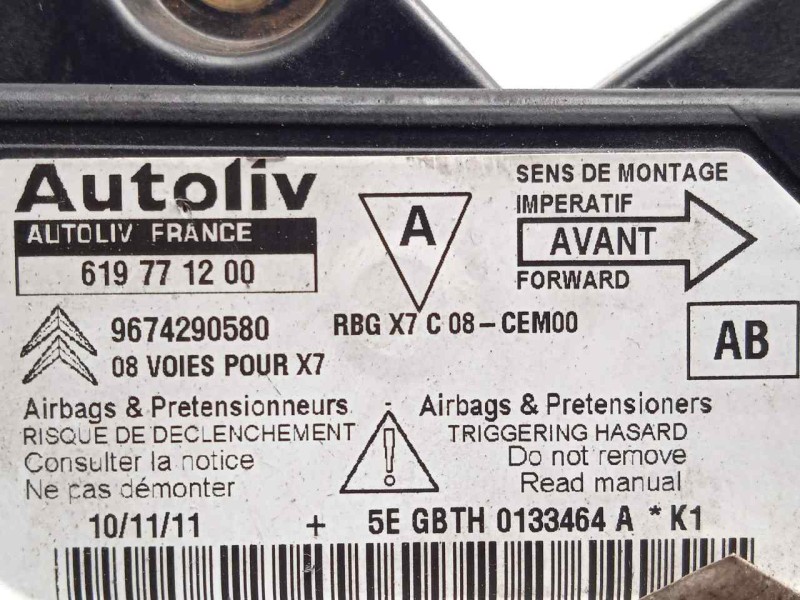 Autoliv
AUTOLIV FRANCE
619 77 12 00
9674290580
08 VOIES POUR X7
A
RBG X7 C 08-CEM00
SENS DE MONTAGE
IMPERATIF
AVANT
FORWARD
AB
Airbags & Pretensionneurs - Airbags & Pretensioners
RISQUE DE DECLENCHEMENT ! TRIGGERING HASARD
Consulter la notice Do not remove
Ne pas démonter Read manual
10/11/11 + 5E GBTH 0133464 A * K1